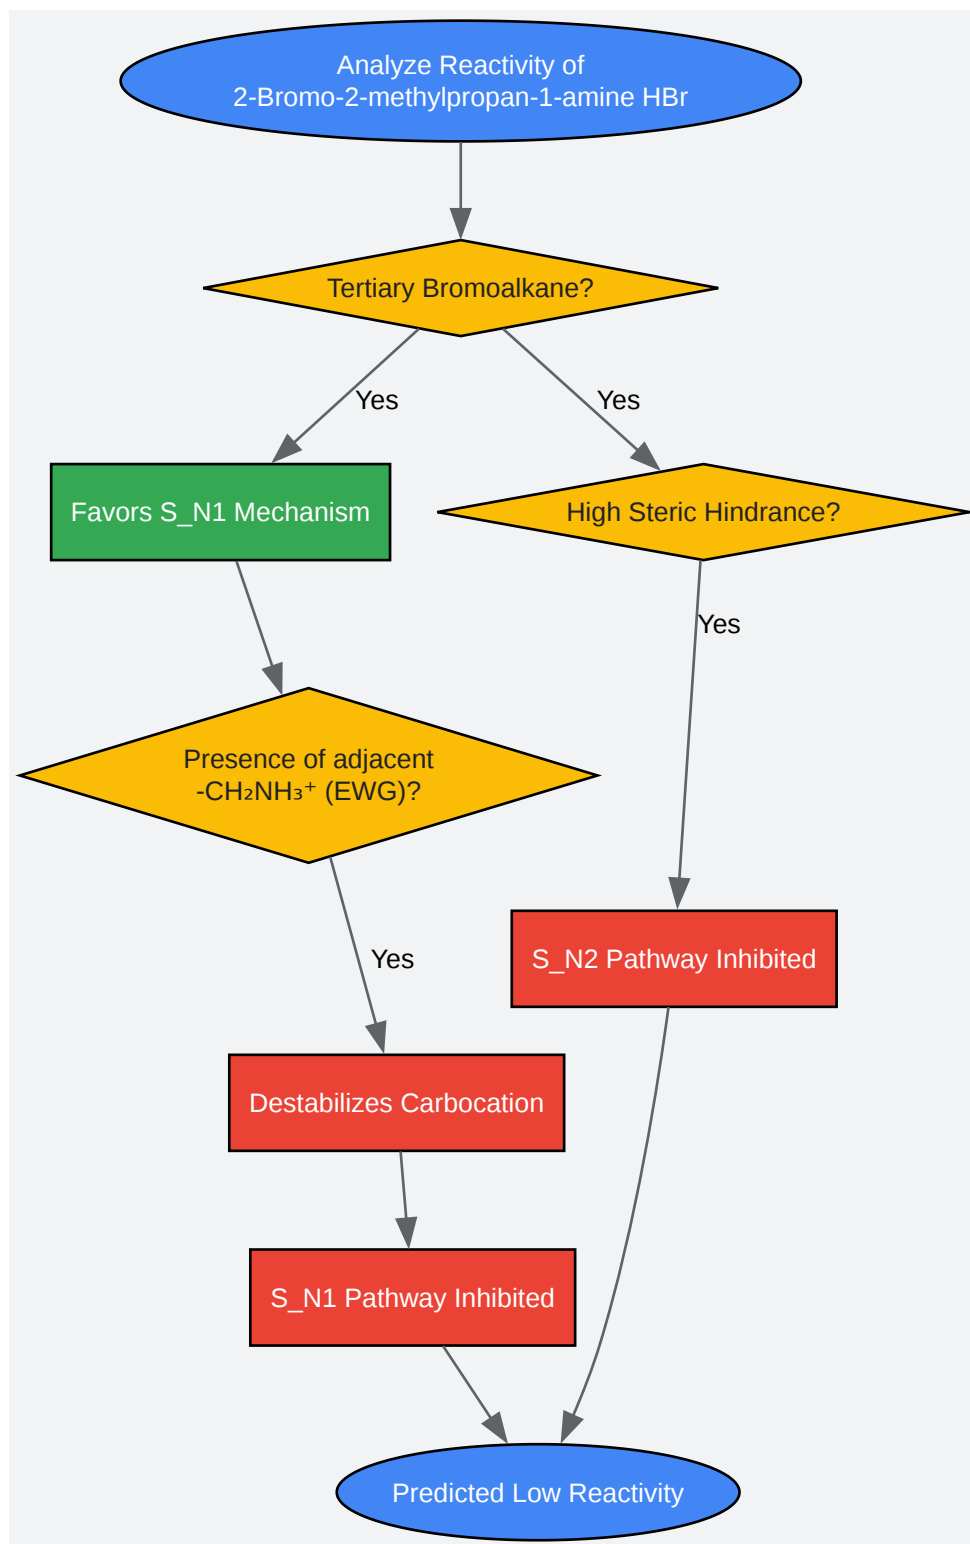 Analyze Reactivity of
2-Bromo-2-methylpropan-1-amine HBr
Tertiary Bromoalkane?
Yes
Yes
Favors S_N1 Mechanism
High Steric Hindrance?
Yes
Presence of adjacent
-CH₂NH₃⁺ (EWG)?
Yes
S_N2 Pathway Inhibited
Destabilizes Carbocation
S_N1 Pathway Inhibited
Predicted Low Reactivity